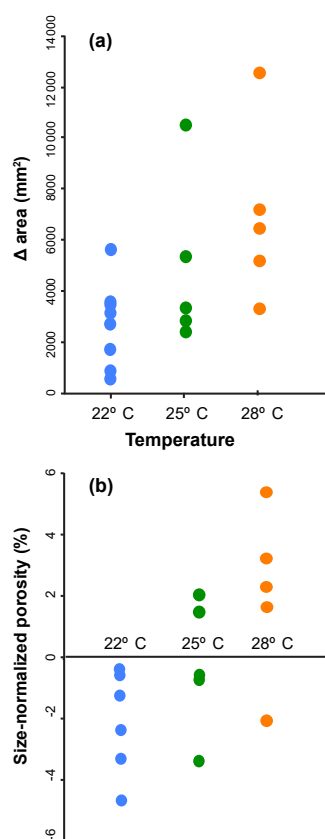 (a)
14000
12000
10000
8000
6000
4000
2000
0
Δ area (mm²)
22º C 25º C 28º C
Temperature
(b)
6
4
2
0
-2
-4
-6
Size-normalized porosity (%)
22º C 25º C 28º C